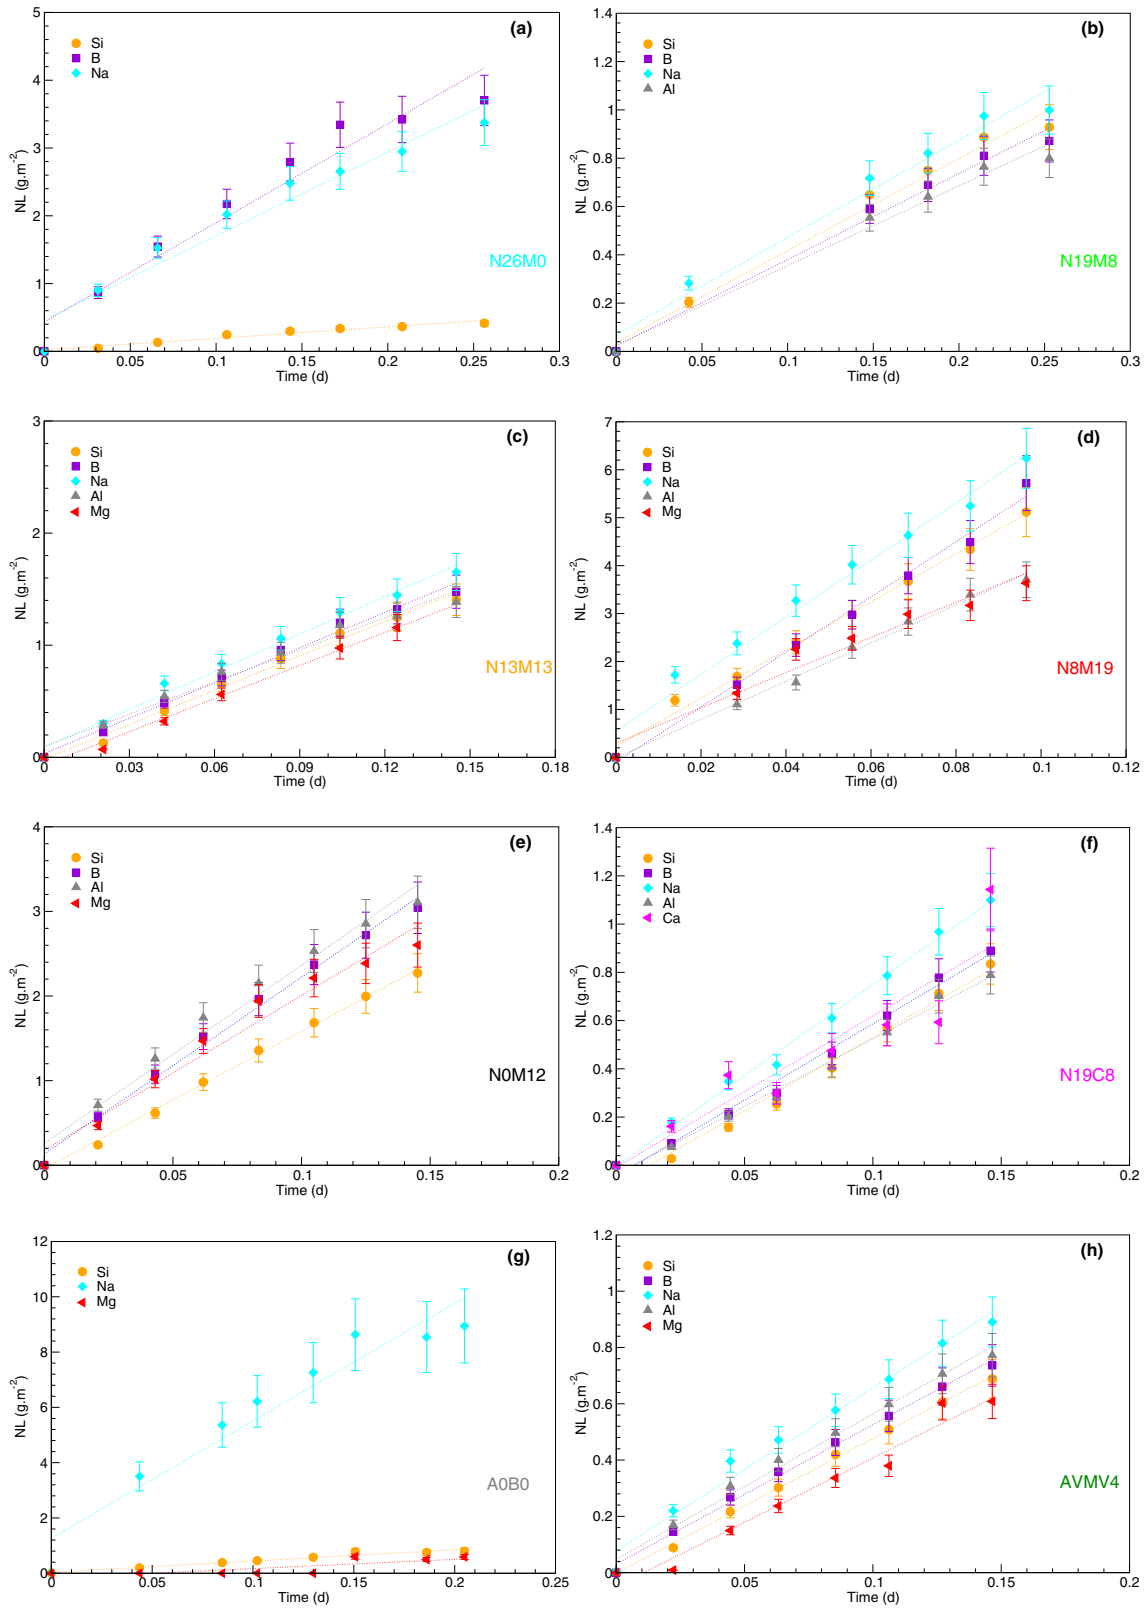 (a)
Si
B
Na
N26M0
NL (g.m-2)
0 1 2 3 4 5
0 0.05 0.1 0.15 0.2 0.25 0.3
Time (d)
(b)
Si
B
Na
Al
N19M8
NL (g.m-2)
0 0.2 0.4 0.6 0.8 1 1.2 1.4
0.05 0.1 0.15 0.2 0.25 0.3
Time (d)
(c)
Si
B
Na
Al
Mg
N13M13
NL (g.m-2)
0 1 2 3
0 0.03 0.06 0.09 0.12 0.15 0.18
Time (d)
(d)
Si
B
Na
Al
Mg
N8M19
NL (g.m-2)
0 1 2 3 4 5 6 7
0 0.02 0.04 0.06 0.08 0.1 0.12
Time (d)
(e)
Si
B
Al
Mg
N0M12
NL (g.m-2)
0 1 2 3 4
0 0.05 0.1 0.15 0.2
Time (d)
(f)
Si
B
Na
Al
Ca
N19C8
NL (g.m-2)
0 0.2 0.4 0.6 0.8 1 1.2 1.4
0 0.05 0.1 0.15 0.2
Time (d)
(g)
Si
Na
Mg
A0B0
NL (g.m-2)
0 2 4 6 8 10 12
0 0.05 0.1 0.15 0.2 0.25
Time (d)
(h)
Si
B
Na
Al
Mg
AVMV4
NL (g.m-2)
0 0.2 0.4 0.6 0.8 1 1.2
0 0.05 0.1 0.15 0.2
Time (d)